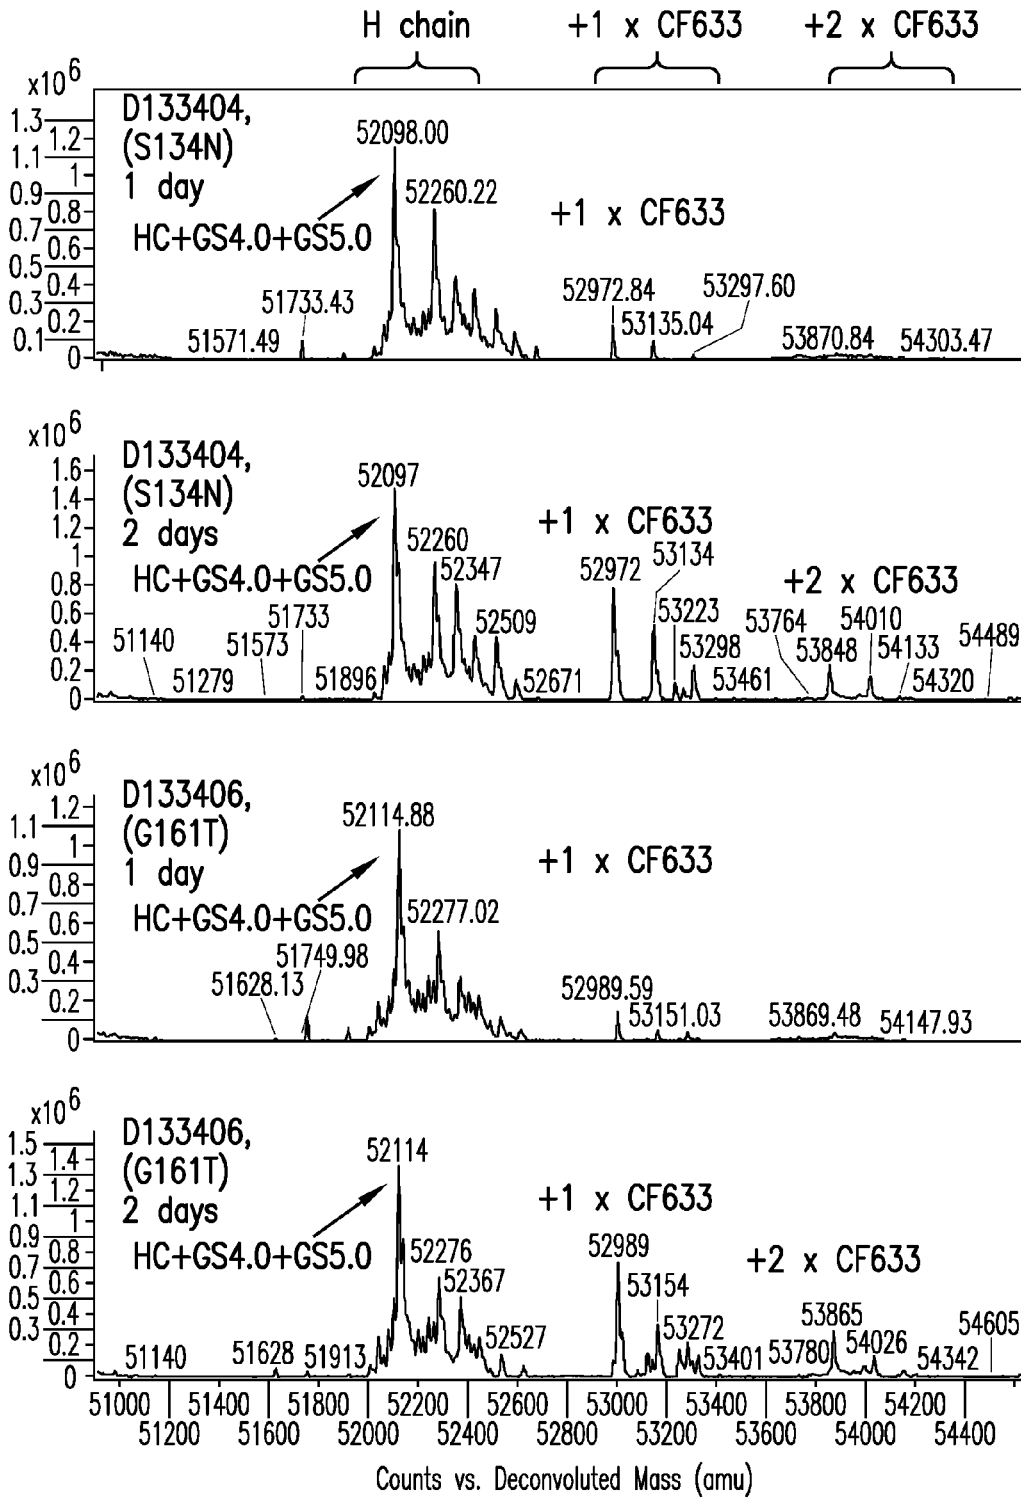 H chain +1 x CF633 +2 x CF633
x10^6
D133404,
(S134N)
1 day
HC+GS4.0+GS5.0
+1 x CF633
1.3
1.2
1.1
1
0.9
0.8
0.7
0.6
0.5
0.4
0.3
0.2
0.1
0
51571.49 51733.43 52098.00 52260.22 52972.84 53135.04 53297.60 53870.84 54303.47
x10^6
D133404,
(S134N)
2 days
HC+GS4.0+GS5.0
+1 x CF633
+2 x CF633
1.6
1.4
1.2
1
0.8
0.6
0.4
0.2
0
51140 51279 51573 51733 51896 52097 52260 52347 52509 52671 52972 53134 53223 53298 53461 53764 53848 54010 54133 54320 54489
x10^6
D133406,
(G161T)
1 day
HC+GS4.0+GS5.0
+1 x CF633
1.2
1.1
1
0.9
0.8
0.7
0.6
0.5
0.4
0.3
0.2
0
51628.13 51749.98 52114.88 52277.02 52989.59 53151.03 53869.48 54147.93
x10^6
D133406,
(G161T)
2 days
HC+GS4.0+GS5.0
+1 x CF633
+2 x CF633
1.5
1.4
1.3
1.2
1.1
1
0.9
0.8
0.7
0.6
0.5
0.4
0.3
0.2
0.1
0
51140 51628 51913 52114 52276 52367 52527 52989 53154 53272 53401 53780 53865 54026 54342 54605
51000 51200 51400 51600 51800 52000 52200 52400 52600 52800 53000 53200 53400 53600 53800 54000 54200 54400
Counts vs. Deconvoluted Mass (amu)